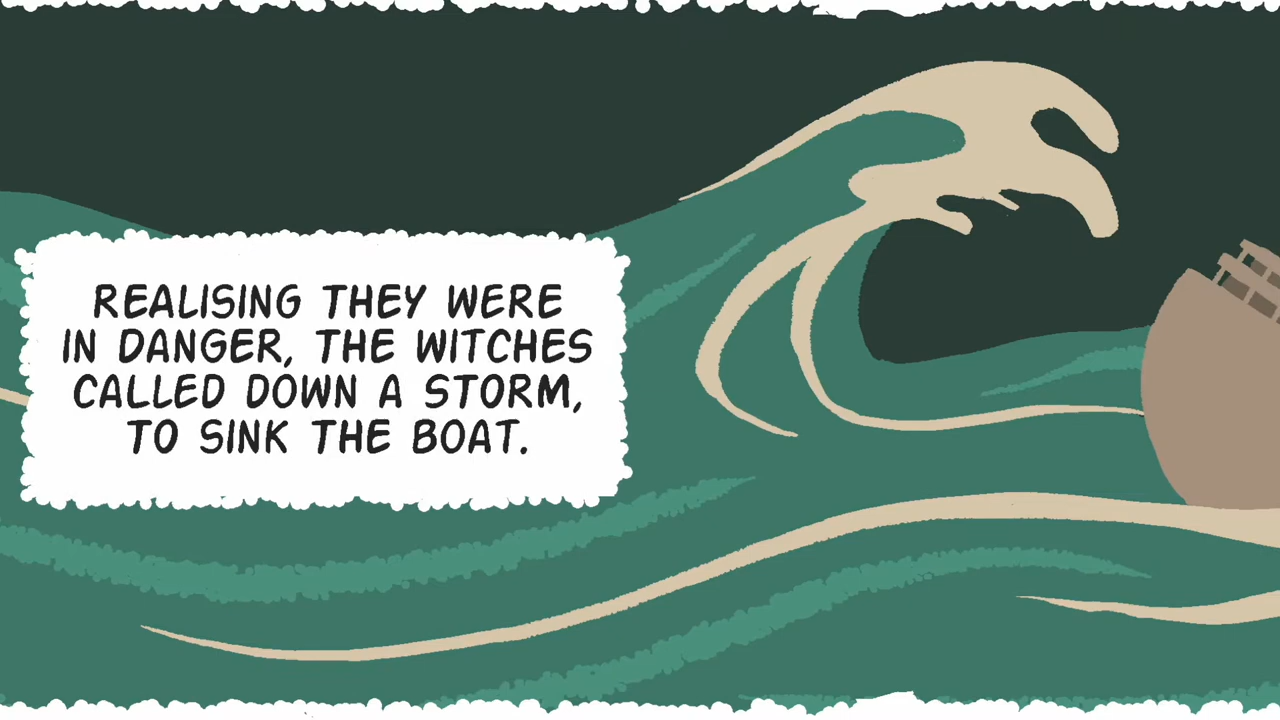 REALISING THEY WERE
IN DANGER, THE WITCHES
CALLED DOWN A STORM,
TO SINK THE BOAT.